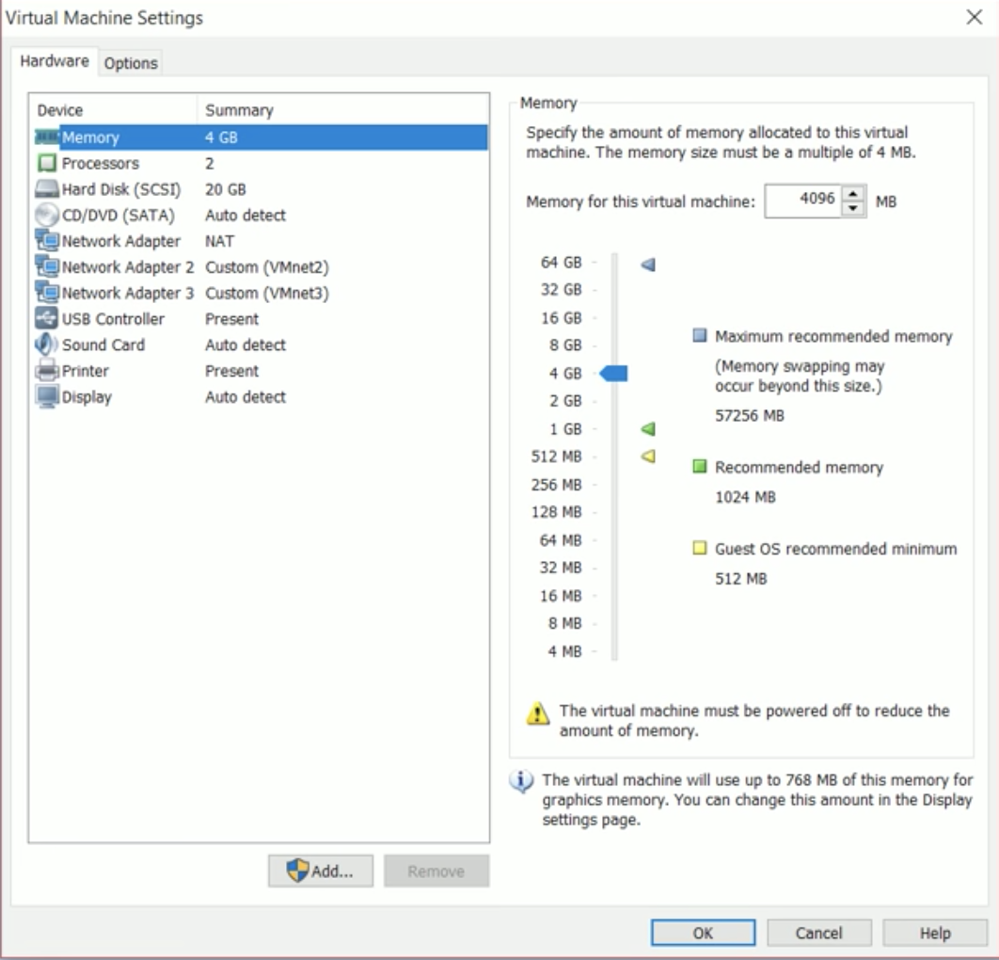 Virtual Machine Settings
Hardware Options
Device Summary
Memory 4 GB
Processors 2
Hard Disk (SCSI) 20 GB
CD/DVD (SATA) Auto detect
Network Adapter NAT
Network Adapter 2 Custom (VMnet2)
Network Adapter 3 Custom (VMnet3)
USB Controller Present
Sound Card Auto detect
Printer Present
Display Auto detect
Add...
Remove
Memory
Specify the amount of memory allocated to this virtual
machine. The memory size must be a multiple of 4 MB.
Memory for this virtual machine: 4096 MB
64 GB
32 GB
16 GB
8 GB
4 GB
2 GB
1 GB
512 MB
256 MB
128 MB
64 MB
32 MB
16 MB
8 MB
4 MB
Maximum recommended memory
(Memory swapping may
occur beyond this size.)
57256 MB
Recommended memory
1024 MB
Guest OS recommended minimum
512 MB
The virtual machine must be powered off to reduce the
amount of memory.
The virtual machine will use up to 768 MB of this memory for
graphics memory. You can change this amount in the Display
settings page.
OK Cancel Help